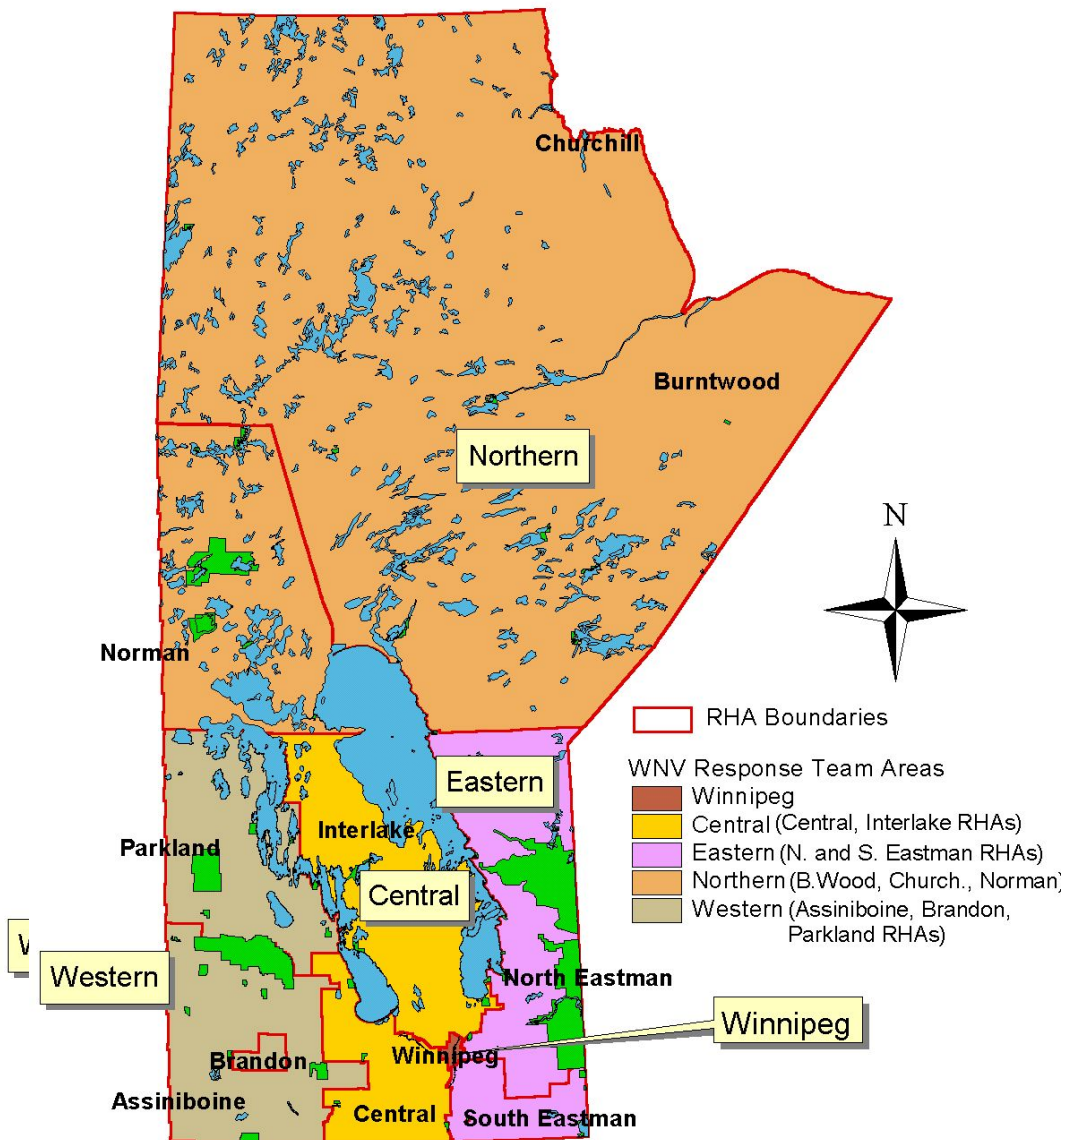 Churchill
Burntwood
Northern
N
Norman
RHA Boundaries
WNV Response Team Areas
Winnipeg
Central (Central, Interlake RHAs)
Eastern (N. and S. Eastman RHAs)
Northern (B.Wood, Church., Norman)
Western (Assiniboine, Brandon,
Parkland RHAs)
Eastern
Interlake
Parkland
Central
W
Western
North Eastman
Winnipeg
Winnipeg
Brandon
Assiniboine
Central
South Eastman